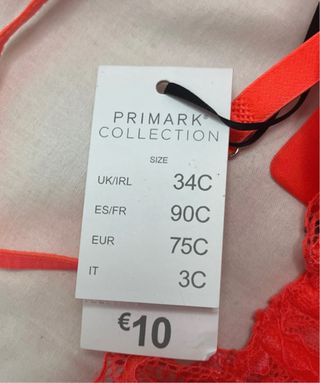 PRIMARK®
COLLECTION
SIZE
UK/IRL 34C
ES/FR 90C
EUR 75C
IT 3C
€10